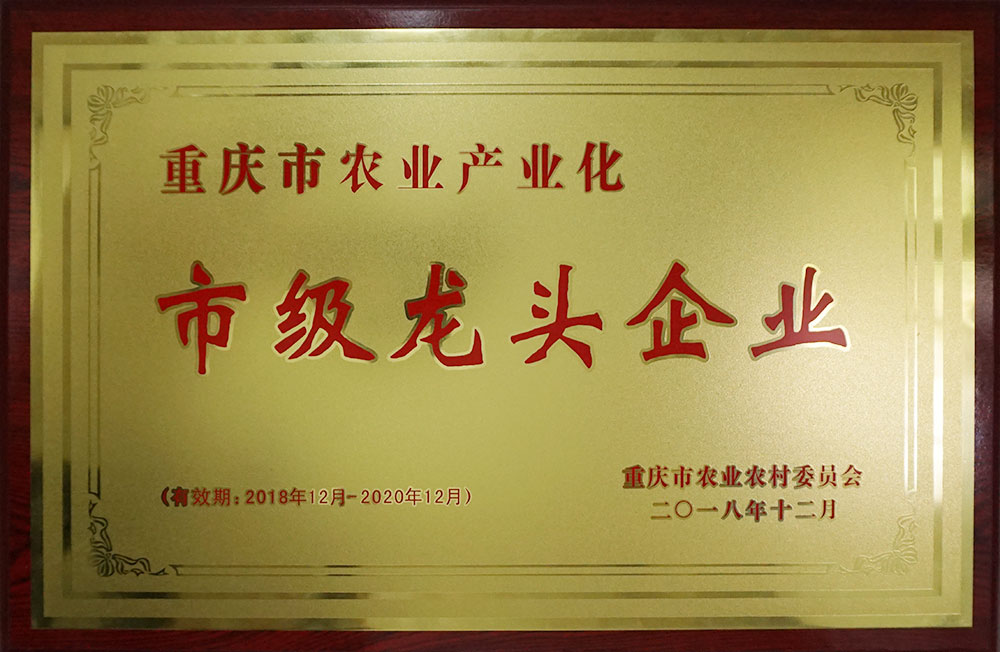 重庆市农业产业化
市级龙头企业
（有效期：2018年12月-2020年12月）
重庆市农业农村委员会
二〇一八年十二月